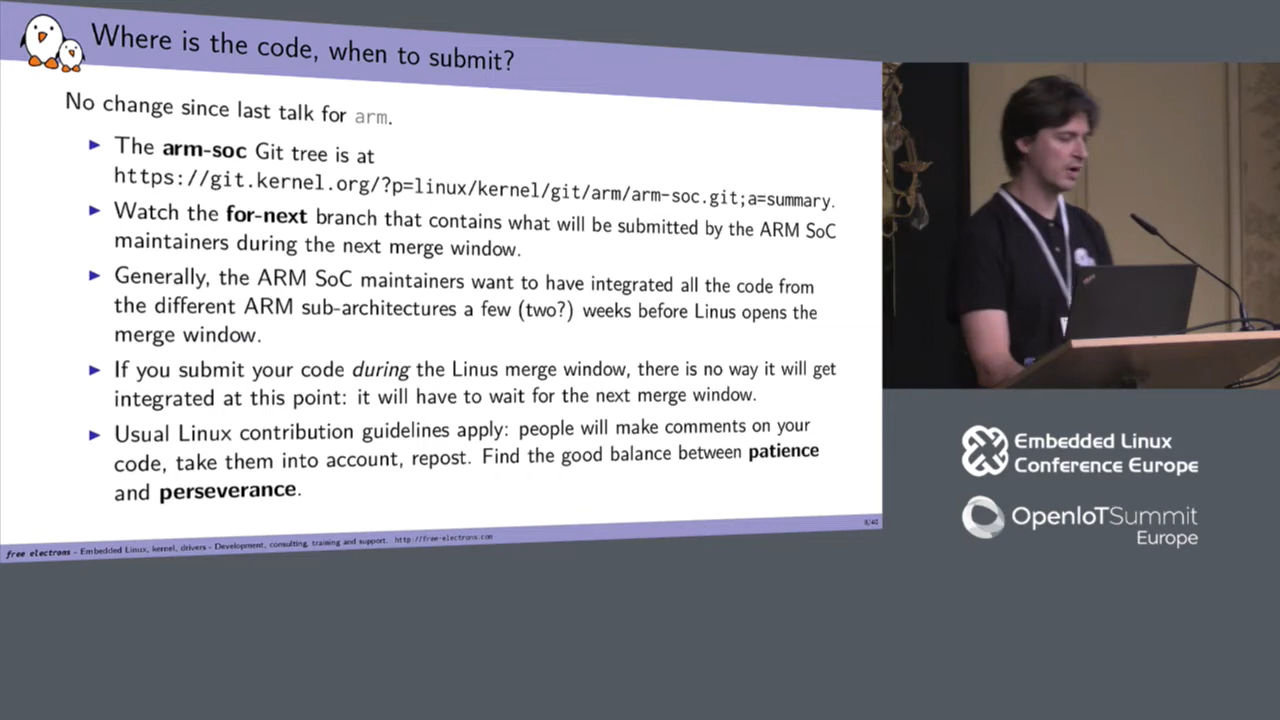 Where is the code, when to submit?
No change since last talk for arm.
The arm-soc Git tree is at
https://git.kernel.org/?p=linux/kernel/git/arm/arm-soc.git;a=summary.
Watch the for-next branch that contains what will be submitted by the ARM SoC
maintainers during the next merge window.
Generally, the ARM SoC maintainers want to have integrated all the code from
the different ARM sub-architectures a few (two?) weeks before Linus opens the
merge window.
If you submit your code during the Linus merge window, there is no way it will get
integrated at this point: it will have to wait for the next merge window.
Usual Linux contribution guidelines apply: people will make comments on your
code, take them into account, repost. Find the good balance between patience
and perseverance.
free electrons - Embedded Linux, kernel, drivers - Development, consulting, training and support. http://free-electrons.com
Embedded Linux
Conference Europe
OpenIoTSummit
Europe